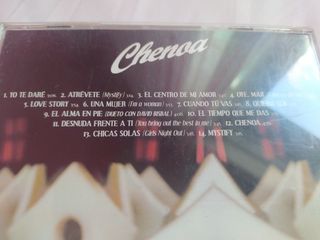 Chenoa
1. YO TE DARÉ 2. ATRÉVETE (Mystify) 3. EL CENTRO DE MI AMOR 4. OYE, MAR
5. LOVE STORY 6. UNA MUJER (I'm a woman) 7. CUANDO TÚ VAS 8.
9. EL ALMA EN PIE (DUETO CON DAVID BISBAL) 10. EL TIEMPO QUE ME DAS
11. DESNUDA FRENTE A TI (You bring out the best in me) 12. CHENOA
13. CHICAS SOLAS (Girls Night Out) 14. MYSTIFY